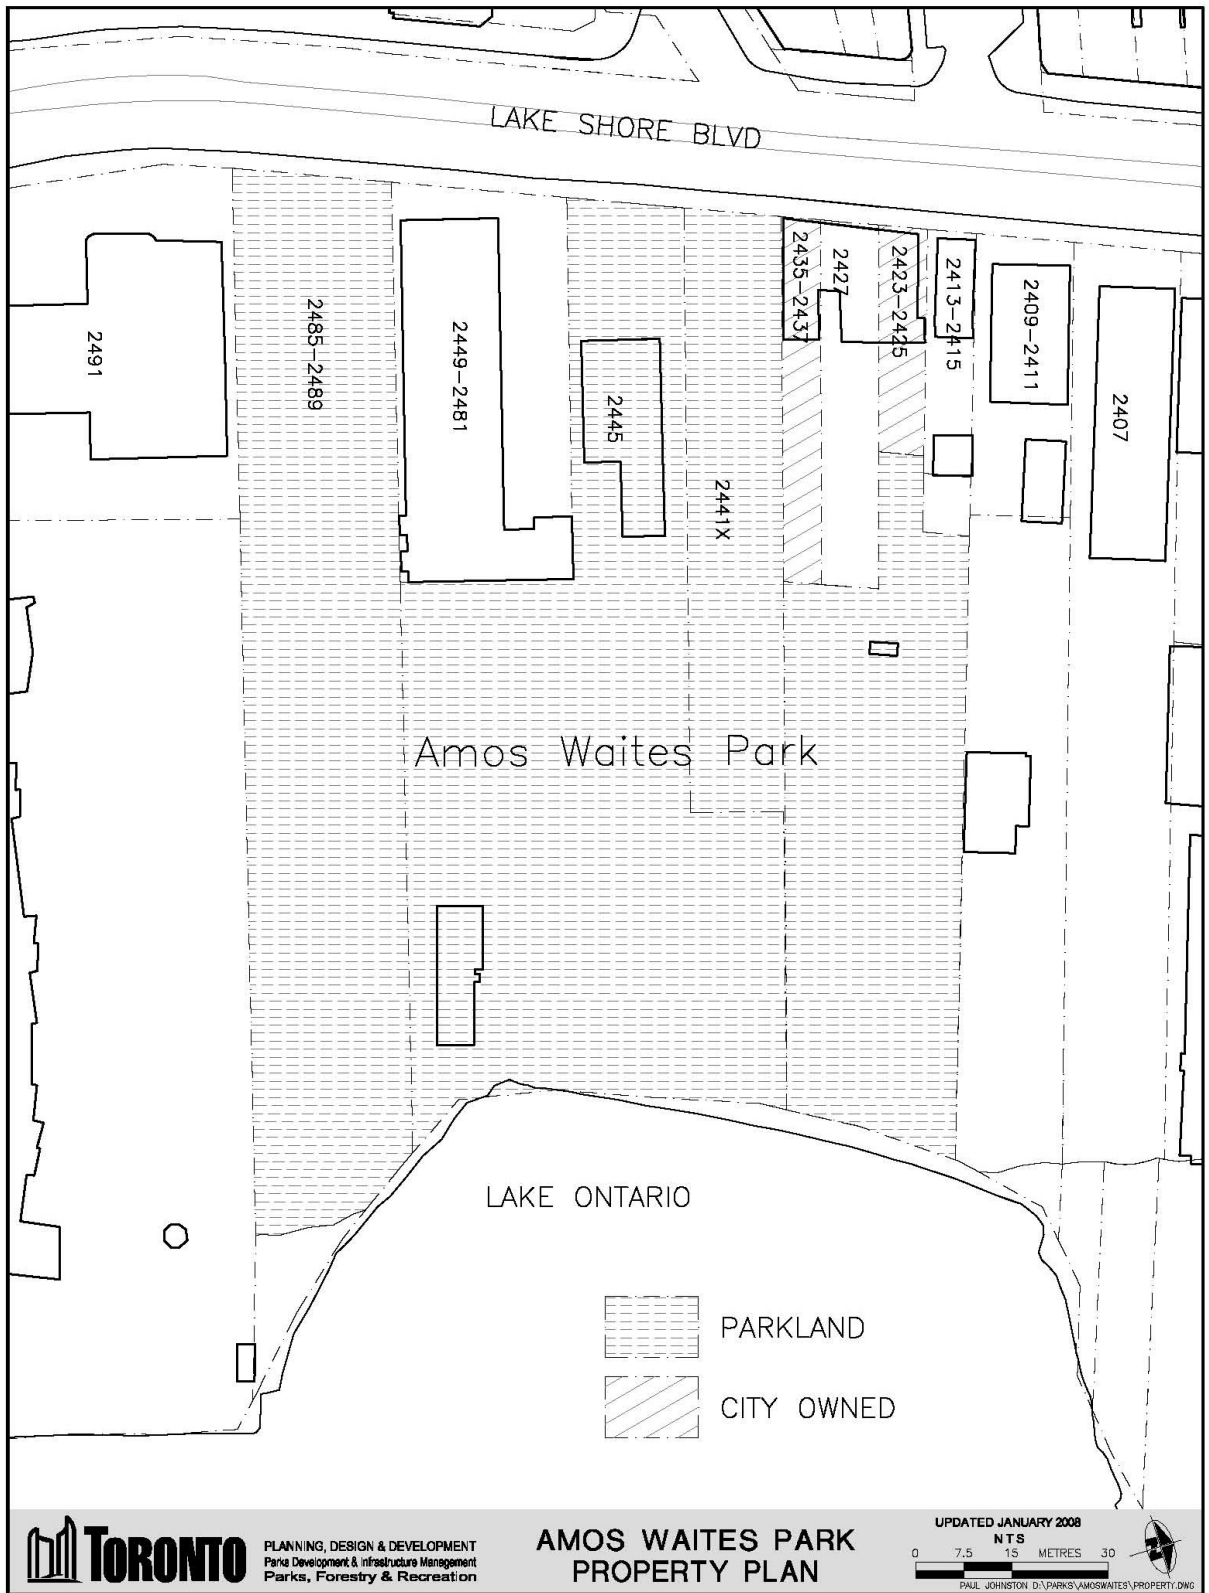 LAKE SHORE BLVD
2491
2485-2489
2449-2481
2445
2441X
2435-2437
2427
2423-2425
2413-2415
2409-2411
2407
Amos Waites Park
LAKE ONTARIO
PARKLAND
CITY OWNED
TORONTO
PLANNING, DESIGN & DEVELOPMENT
Parks Development & Infrastructure Management
Parks, Forestry & Recreation
AMOS WAITES PARK
PROPERTY PLAN
UPDATED JANUARY 2008
NTS
0 7.5 15 METRES 30
PAUL JOHNSTON D:\PARKS\AMOSWAITES\PROPERTY.DWG